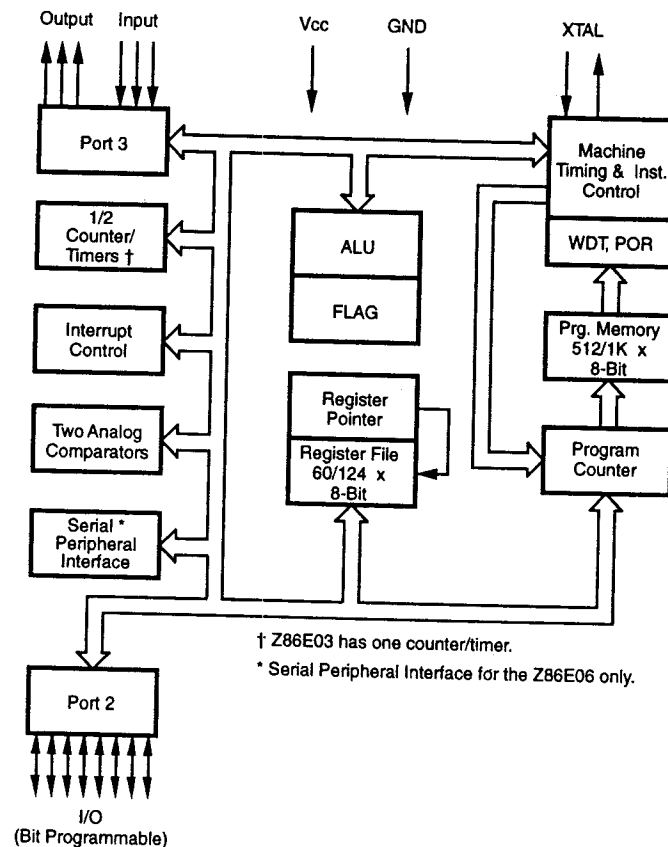 Output
Input
Vcc
GND
XTAL
Port 3
Machine
Timing & Inst.
Control
WDT, POR
1/2
Counter/
Timers †
ALU
FLAG
Interrupt
Control
Prg. Memory
512/1K x
8-Bit
Register
Pointer
Two Analog
Comparators
Register File
60/124 x
8-Bit
Program
Counter
Serial *
Peripheral
Interface
† Z86E03 has one counter/timer.
* Serial Peripheral Interface for the Z86E06 only.
Port 2
I/O
(Bit Programmable)